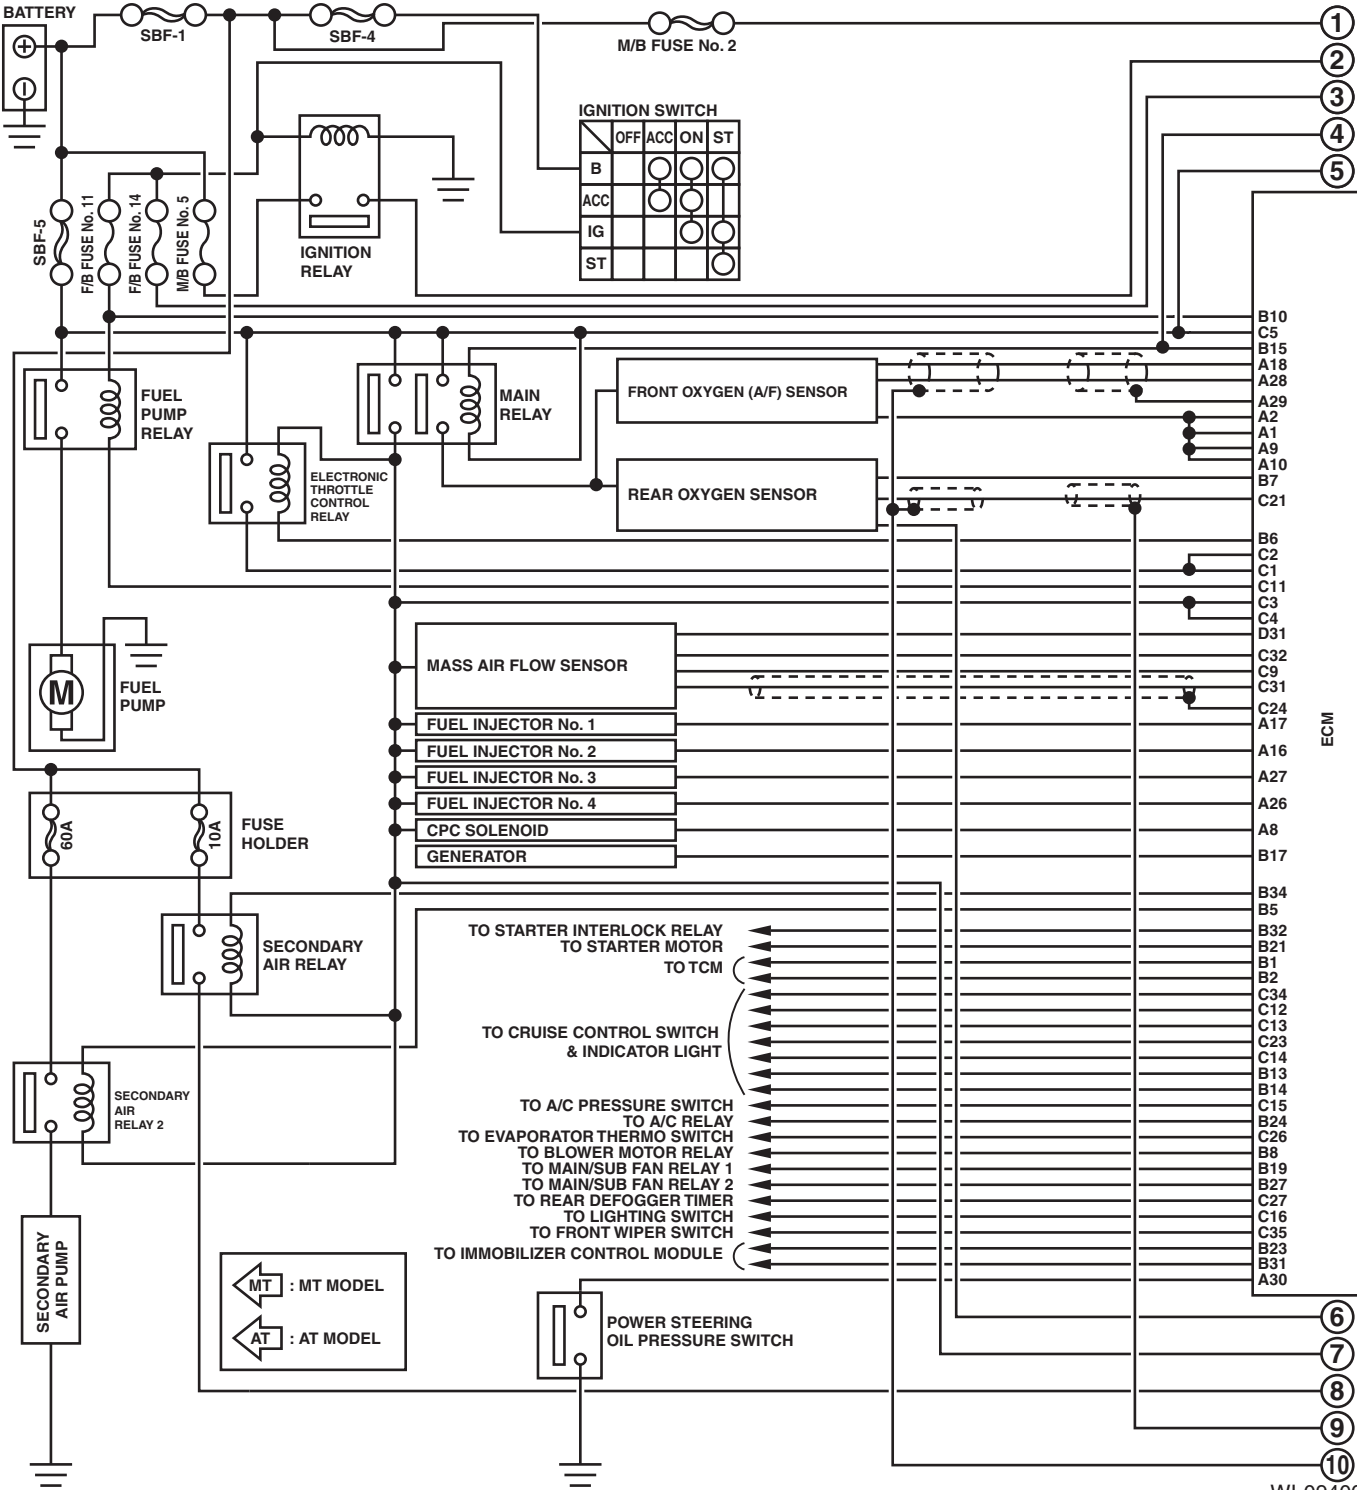 BATTERY
SBF-1
SBF-4
M/B FUSE No. 2
1
2
3
4
5
IGNITION SWITCH
OFF ACC ON ST
B
ACC
IG
ST
SBF-5
F/B FUSE No. 11
F/B FUSE No. 14
M/B FUSE No. 5
IGNITION
RELAY
FUEL
PUMP
RELAY
MAIN
RELAY
ELECTRONIC
THROTTLE
CONTROL
RELAY
FRONT OXYGEN (A/F) SENSOR
REAR OXYGEN SENSOR
B10
C5
B15
A18
A28
A29
A2
A1
A9
A10
B7
C21
B6
C2
C1
C11
C3
C4
D31
C32
C9
C31
C24
A17
A16
A27
A26
A8
B17
B34
B5
B32
B21
B1
B2
C34
C12
C13
C23
C14
B13
B14
C15
B24
C26
B8
B19
B27
C27
C16
C35
B23
B31
A30
ECM
M
FUEL
PUMP
MASS AIR FLOW SENSOR
FUEL INJECTOR No. 1
FUEL INJECTOR No. 2
FUEL INJECTOR No. 3
FUEL INJECTOR No. 4
CPC SOLENOID
GENERATOR
60A
10A
FUSE
HOLDER
SECONDARY
AIR RELAY
SECONDARY
AIR
RELAY 2
SECONDARY
AIR PUMP
TO STARTER INTERLOCK RELAY
TO STARTER MOTOR
TO TCM
TO CRUISE CONTROL SWITCH
& INDICATOR LIGHT
TO A/C PRESSURE SWITCH
TO A/C RELAY
TO EVAPORATOR THERMO SWITCH
TO BLOWER MOTOR RELAY
TO MAIN/SUB FAN RELAY 1
TO MAIN/SUB FAN RELAY 2
TO REAR DEFOGGER TIMER
TO LIGHTING SWITCH
TO FRONT WIPER SWITCH
TO IMMOBILIZER CONTROL MODULE
MT : MT MODEL
AT : AT MODEL
POWER STEERING
OIL PRESSURE SWITCH
6
7
8
9
10